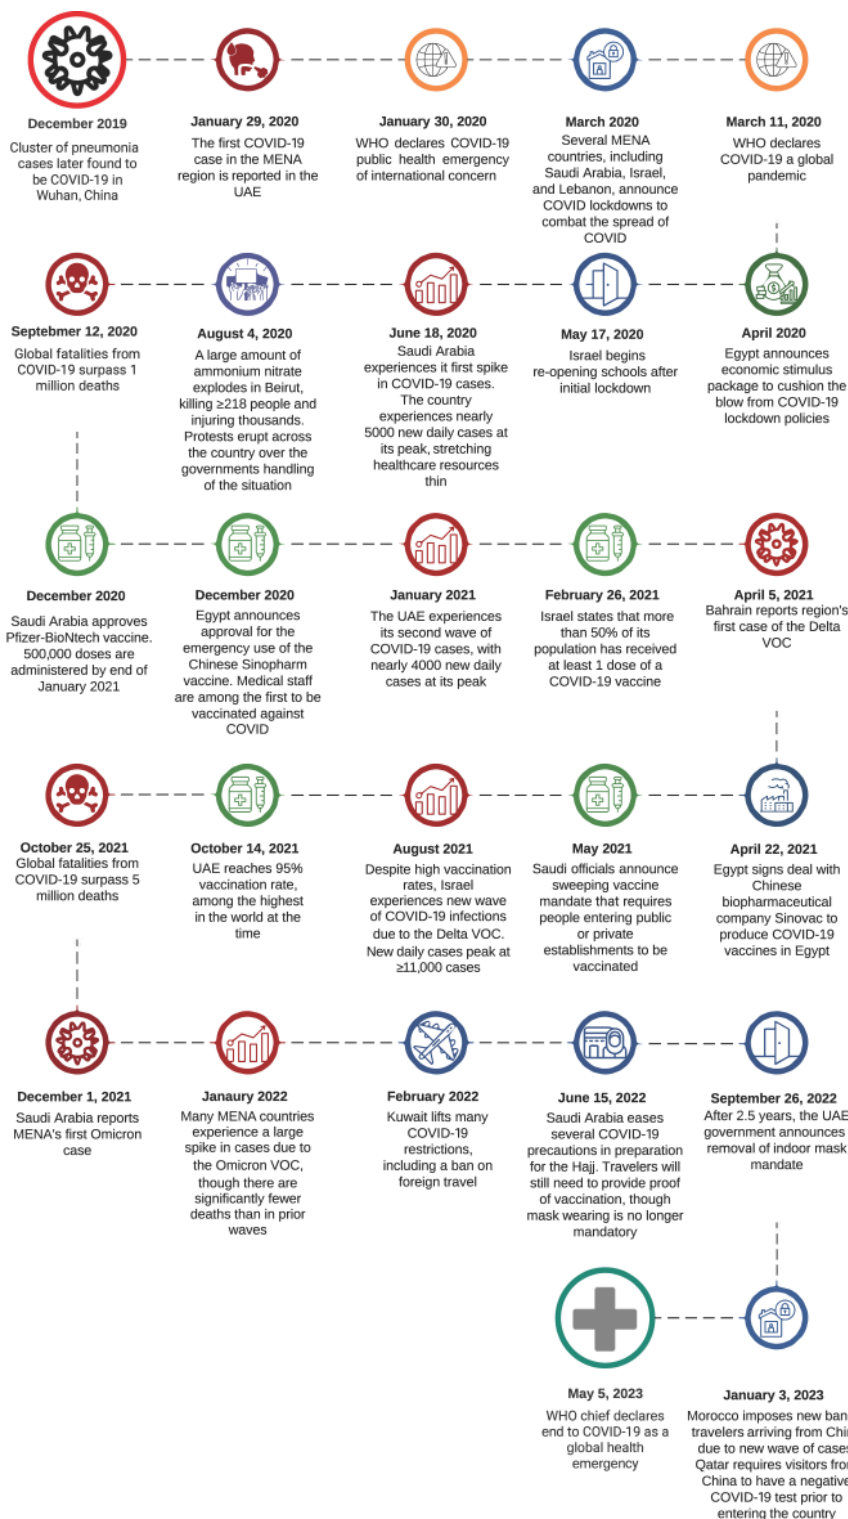 December 2019
Cluster of pneumonia
cases later found to
be COVID-19 in
Wuhan, China
January 29, 2020
The first COVID-19
case in the MENA
region is reported in the
UAE
January 30, 2020
WHO declares COVID-19
public health emergency
of international concern
March 2020
Several MENA
countries, including
Saudi Arabia, Israel,
and Lebanon, announce
COVID lockdowns to
combat the spread of
COVID
March 11, 2020
WHO declares
COVID-19 a global
pandemic
Septebmer 12, 2020
Global fatalities from
COVID-19 surpass 1
million deaths
August 4, 2020
A large amount of
ammonium nitrate
explodes in Beirut,
killing ≥218 people and
injuring thousands.
Protests erupt across
the country over the
governments handling
of the situation
June 18, 2020
Saudi Arabia
experiences it first spike
in COVID-19 cases.
The country
experiences nearly
5000 new daily cases at
its peak, stretching
healthcare resources
thin
May 17, 2020
Israel begins
re-opening schools after
initial lockdown
April 2020
Egypt announces
economic stimulus
package to cushion the
blow from COVID-19
lockdown policies
December 2020
Saudi Arabia approves
Pfizer-BioNtech vaccine.
500,000 doses are
administered by end of
January 2021
December 2020
Egypt announces
approval for the
emergency use of the
Chinese Sinopharm
vaccine. Medical staff
are among the first to be
vaccinated against
COVID
January 2021
The UAE experiences
its second wave of
COVID-19 cases, with
nearly 4000 new daily
cases at its peak
February 26, 2021
Israel states that more
than 50% of its
population has received
at least 1 dose of a
COVID-19 vaccine
April 5, 2021
Bahrain reports region's
first case of the Delta
VOC
October 25, 2021
Global fatalities from
COVID-19 surpass 5
million deaths
October 14, 2021
UAE reaches 95%
vaccination rate,
among the highest
in the world at the
time
August 2021
Despite high vaccination
rates, Israel
experiences new wave
of COVID-19 infections
due to the Delta VOC.
New daily cases peak at
≥11,000 cases
May 2021
Saudi officials announce
sweeping vaccine
mandate that requires
people entering public
or private
establishments to be
vaccinated
April 22, 2021
Egypt signs deal with
Chinese
biopharmaceutical
company Sinovac to
produce COVID-19
vaccines in Egypt
December 1, 2021
Saudi Arabia reports
MENA's first Omicron
case
Janaury 2022
Many MENA countries
experience a large
spike in cases due to
the Omicron VOC,
though there are
significantly fewer
deaths than in prior
waves
February 2022
Kuwait lifts many
COVID-19
restrictions,
including a ban on
foreign travel
June 15, 2022
Saudi Arabia eases
several COVID-19
precautions in preparation
for the Hajj. Travelers will
still need to provide proof
of vaccination, though
mask wearing is no longer
mandatory
September 26, 2022
After 2.5 years, the UAE
government announces
removal of indoor mask
mandate
May 5, 2023
WHO chief declares
end to COVID-19 as a
global health
emergency
January 3, 2023
Morocco imposes new ban
travelers arriving from
due to new wave of cases
Qatar requires visitors
China to have a negative
COVID-19 test prior to
entering the country